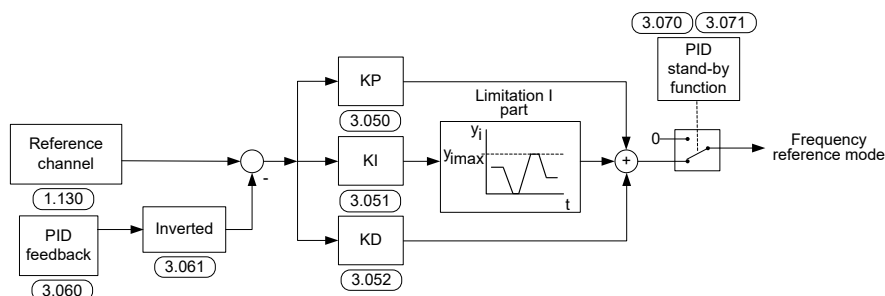 3.070 3.071
PID
stand-by
function
KP
3.050
Limitation I
part
yi
yimax
t
Reference
channel
1.130
-
KI
3.051
+
0
Frequency
reference mode
PID
feedback
3.060
Inverted
3.061
KD
3.052